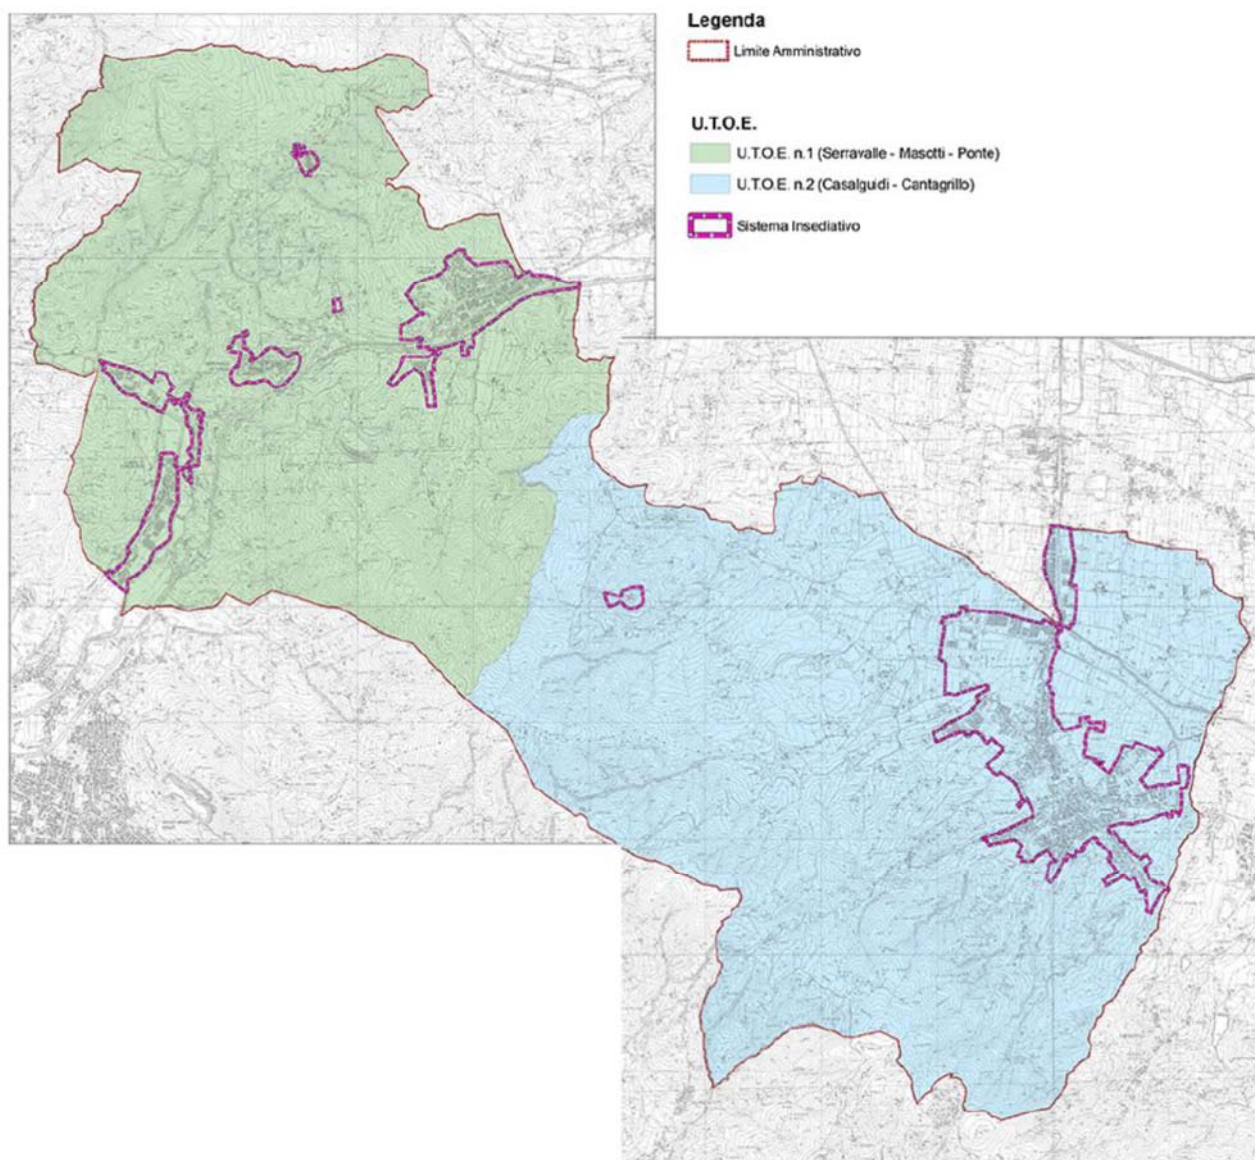 Legenda
Limite Amministrativo
U.T.O.E.
U.T.O.E. n.1 (Serravalle - Masotti - Ponte)
U.T.O.E. n.2 (Casalguidi - Cantagrillo)
Sistema Insediativo